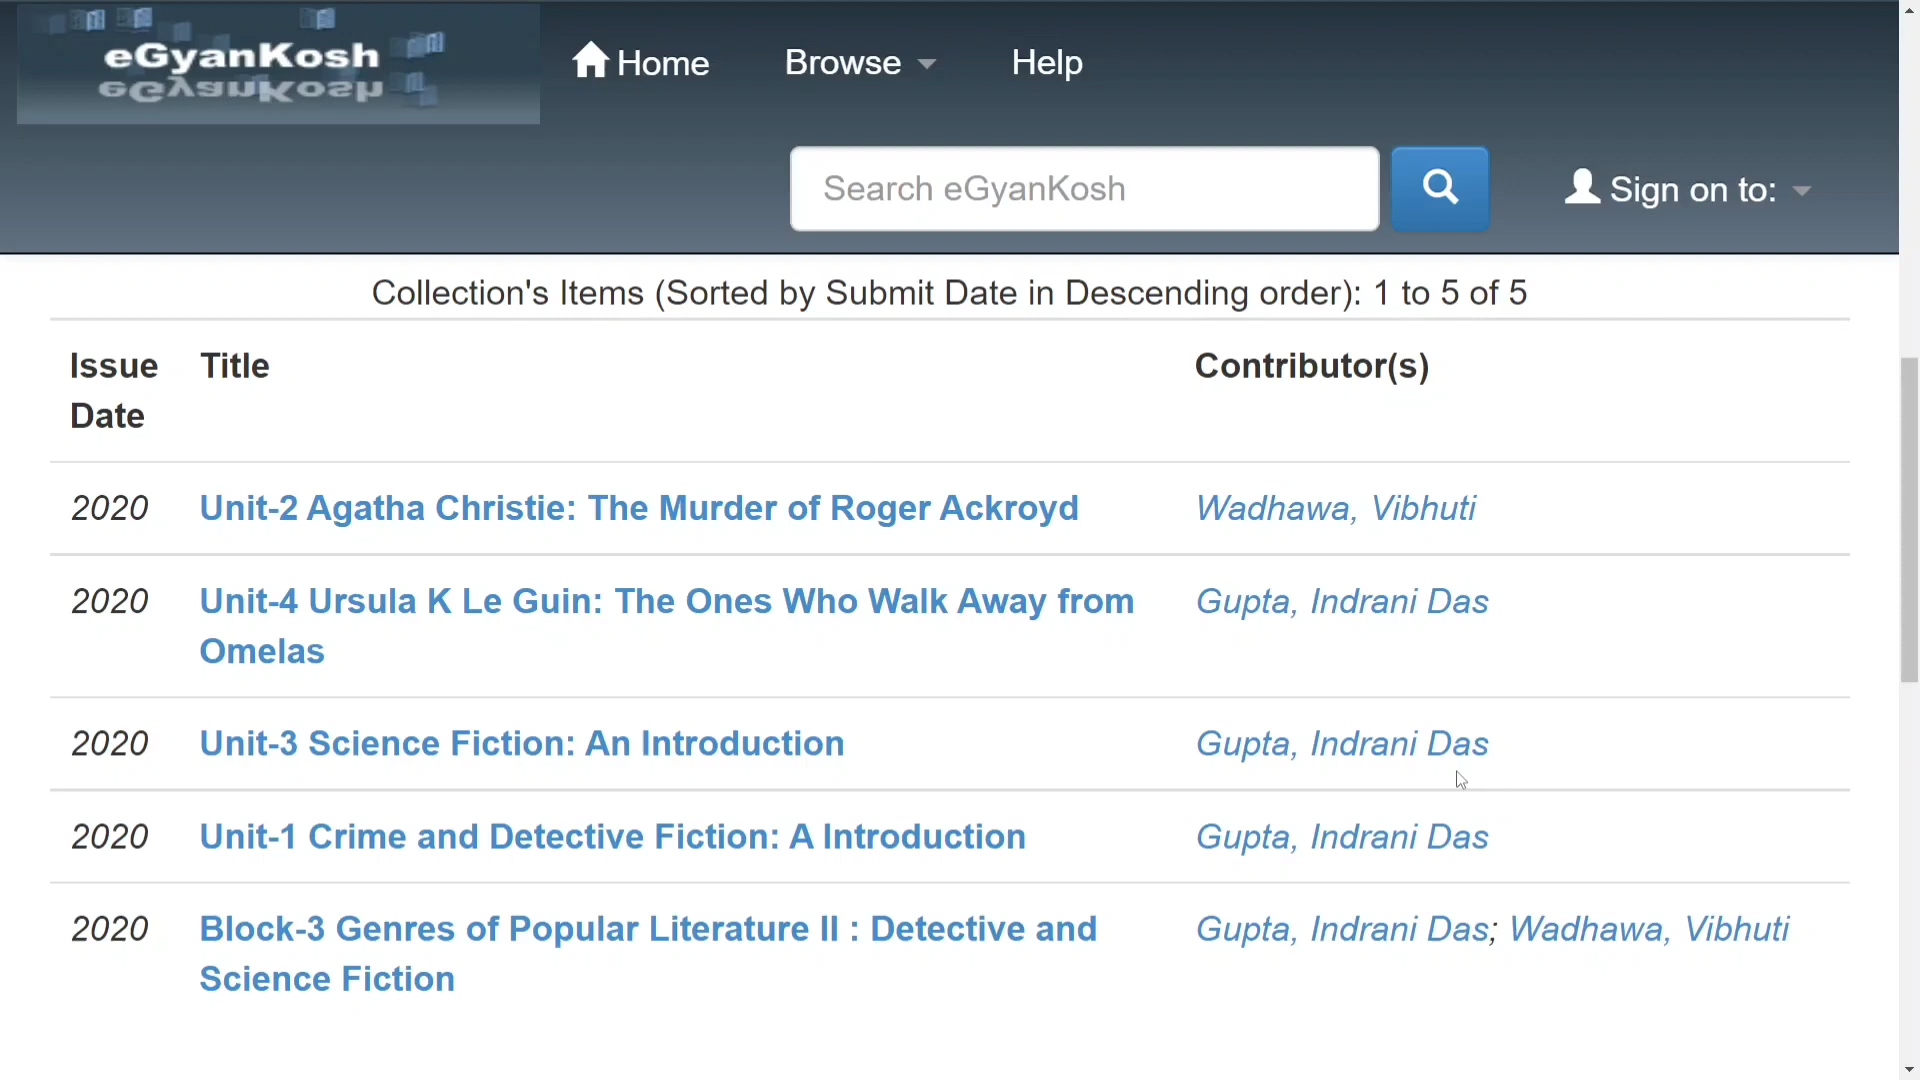 eGyanKosh
Home Browse Help
Search eGyanKosh
Sign on to:
Collection's Items (Sorted by Submit Date in Descending order): 1 to 5 of 5
Issue Date Title Contributor(s)
2020 Unit-2 Agatha Christie: The Murder of Roger Ackroyd Wadhawa, Vibhuti
2020 Unit-4 Ursula K Le Guin: The Ones Who Walk Away from Gupta, Indrani Das
Omelas
2020 Unit-3 Science Fiction: An Introduction Gupta, Indrani Das
2020 Unit-1 Crime and Detective Fiction: A Introduction Gupta, Indrani Das
2020 Block-3 Genres of Popular Literature II : Detective and Gupta, Indrani Das; Wadhawa, Vibhuti
Science Fiction